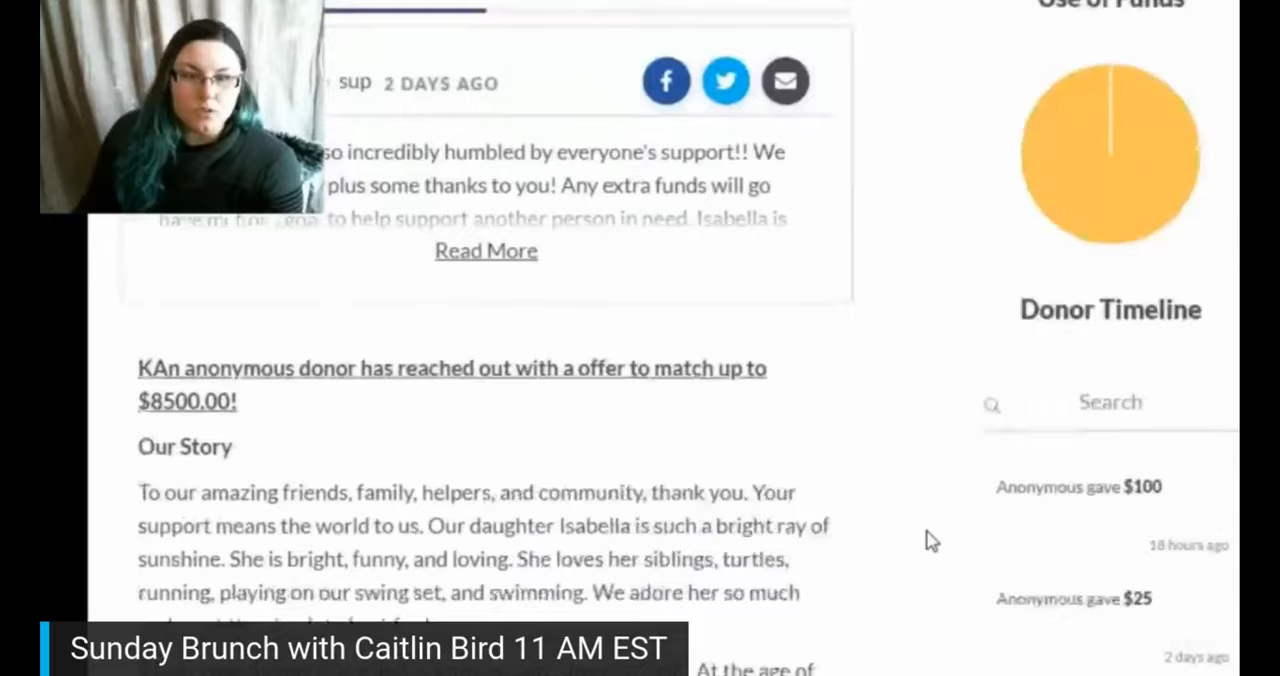 Use of Funds
sup 2 DAYS AGO
so incredibly humbled by everyone's support!! We
plus some thanks to you! Any extra funds will go
to help support another person in need. Isabella is
Read More
Donor Timeline
KAn anonymous donor has reached out with a offer to match up to
$8500.00!
Search
Our Story
Anonymous gave $100
To our amazing friends, family, helpers, and community, thank you. Your
support means the world to us. Our daughter Isabella is such a bright ray of
18 hours ago
sunshine. She is bright, funny, and loving. She loves her siblings, turtles,
running, playing on our swing set, and swimming. We adore her so much
Anonymous gave $25
Sunday Brunch with Caitlin Bird 11 AM EST
At the age of
2 days ago